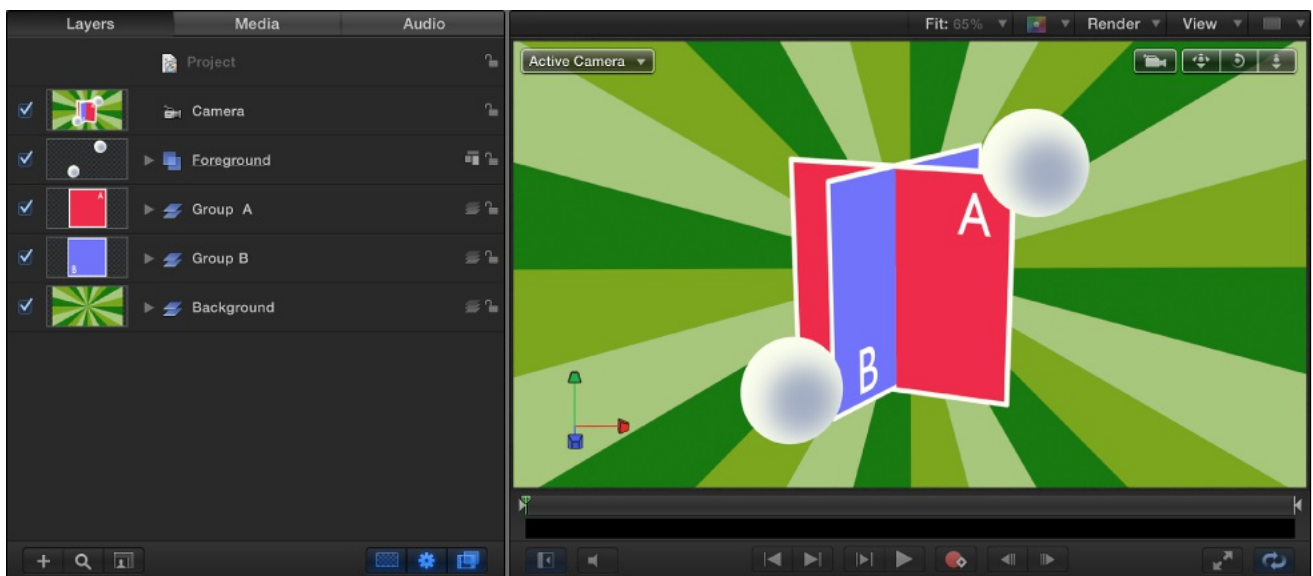 Layers Media Audio
Fit: 65% Render View
Project
Active Camera
Camera
Foreground
Group A
Group B
Background
A
B
A
B